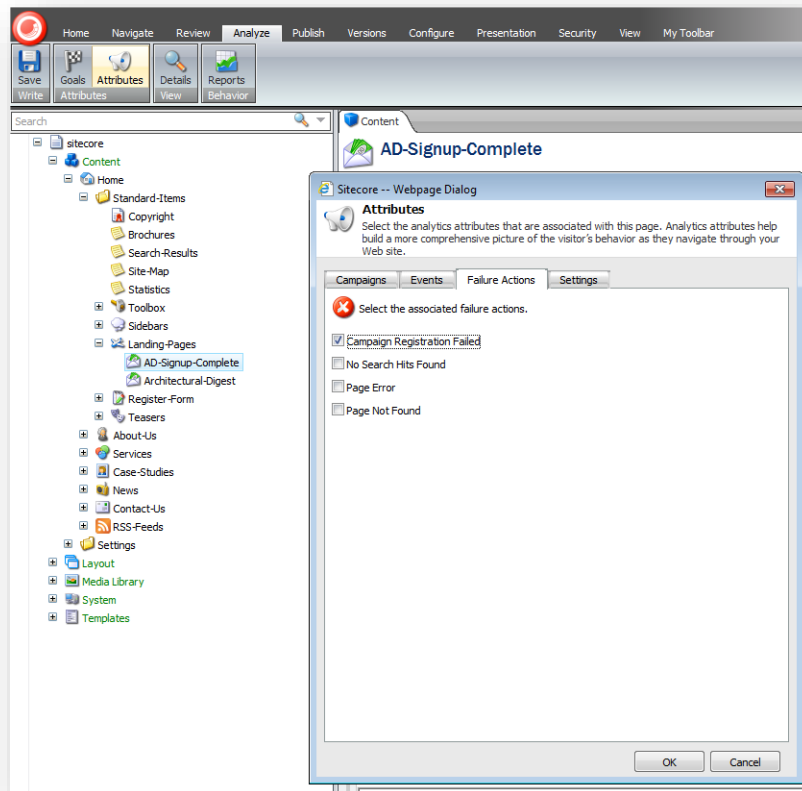 Home Navigate Review Analyze Publish Versions Configure Presentation Security View My Toolbar
Save Goals Attributes Details Reports
Write Attributes View Behavior
Search
Content
AD-Signup-Complete
sitecore
Content
Home
Standard-Items
Copyright
Brochures
Search-Results
Site-Map
Statistics
Toolbox
Sidebars
Landing-Pages
AD-Signup-Complete
Architectural-Digest
Register-Form
Teasers
About-Us
Services
Case-Studies
News
Contact-Us
RSS-Feeds
Settings
Layout
Media Library
System
Templates
Sitecore -- Webpage Dialog
Attributes
Select the analytics attributes that are associated with this page. Analytics attributes help
build a more comprehensive picture of the visitor's behavior as they navigate through your
Web site.
Campaigns Events Failure Actions Settings
Select the associated failure actions.
Campaign Registration Failed
No Search Hits Found
Page Error
Page Not Found
OK Cancel